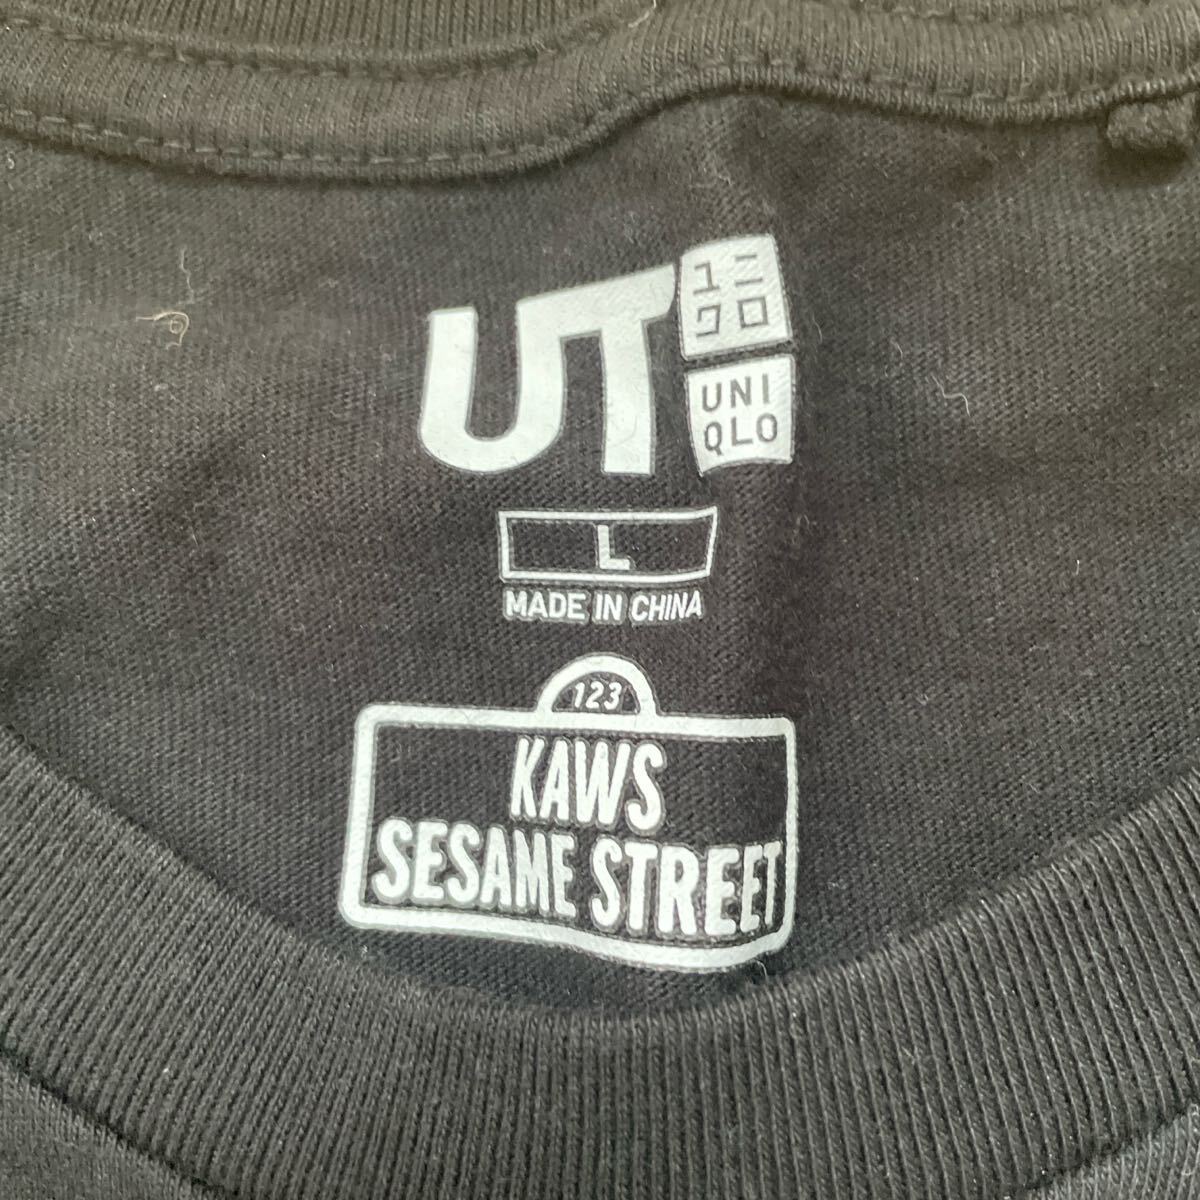 UT
ユニ
クロ
UNI
QLO
L
MADE IN CHINA
123
KAWS
SESAME STREET